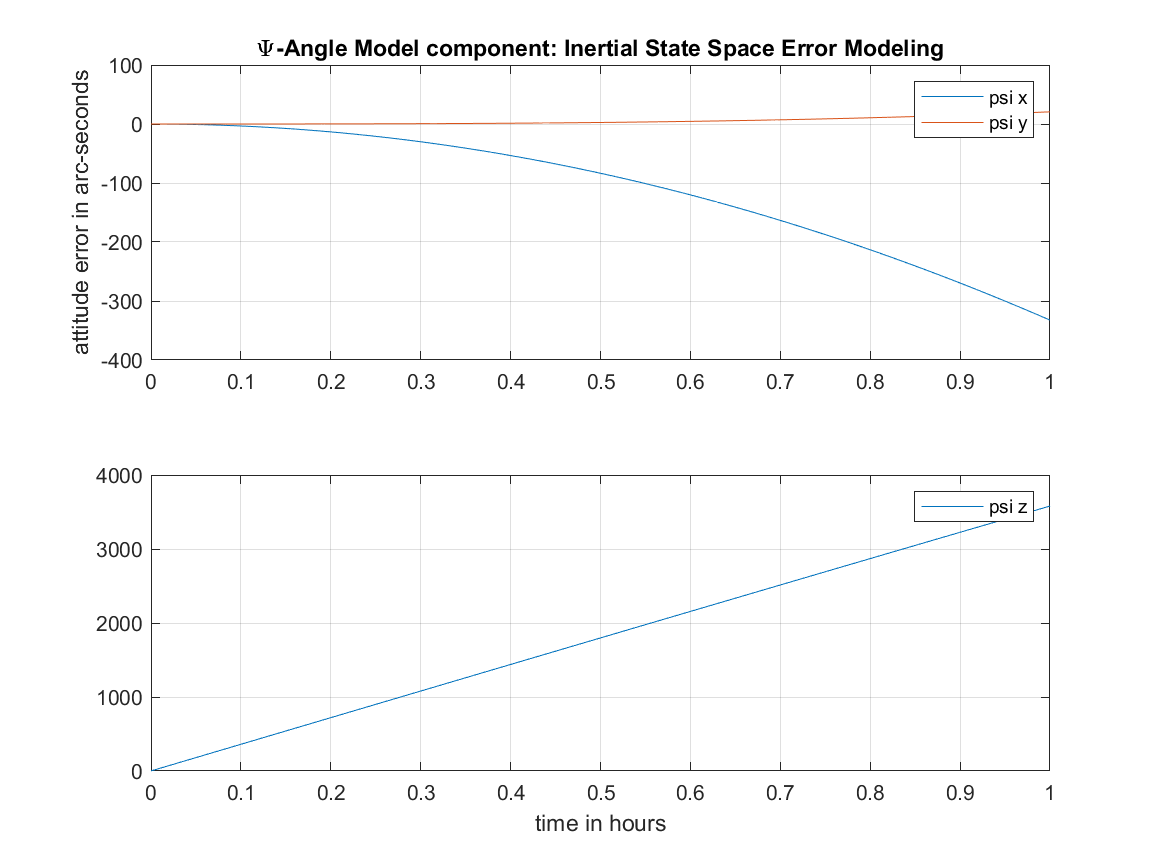 Ψ-Angle Model component: Inertial State Space Error Modeling
attitude error in arc-seconds
100
0
-100
-200
-300
-400
psi x
psi y
0 0.1 0.2 0.3 0.4 0.5 0.6 0.7 0.8 0.9 1
4000
3000
2000
1000
0
psi z
0 0.1 0.2 0.3 0.4 0.5 0.6 0.7 0.8 0.9 1
time in hours